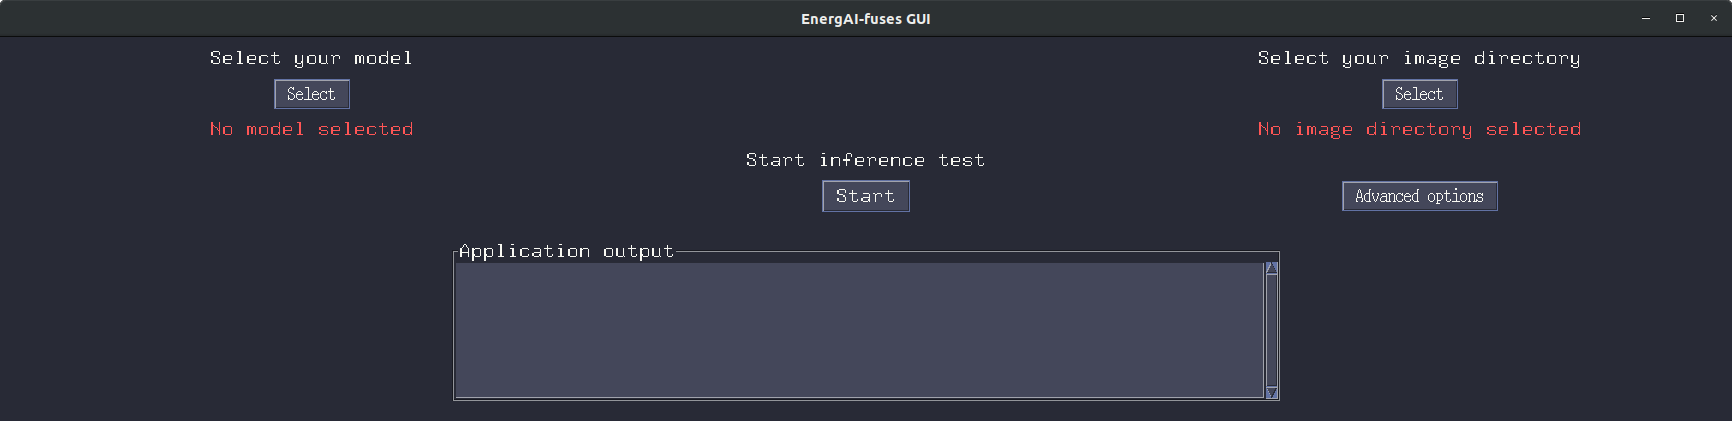 EnergAI-fuses GUI
Select your model
Select your image directory
Select
Select
No model selected
No image directory selected
Start inference test
Start
Advanced options
Application output